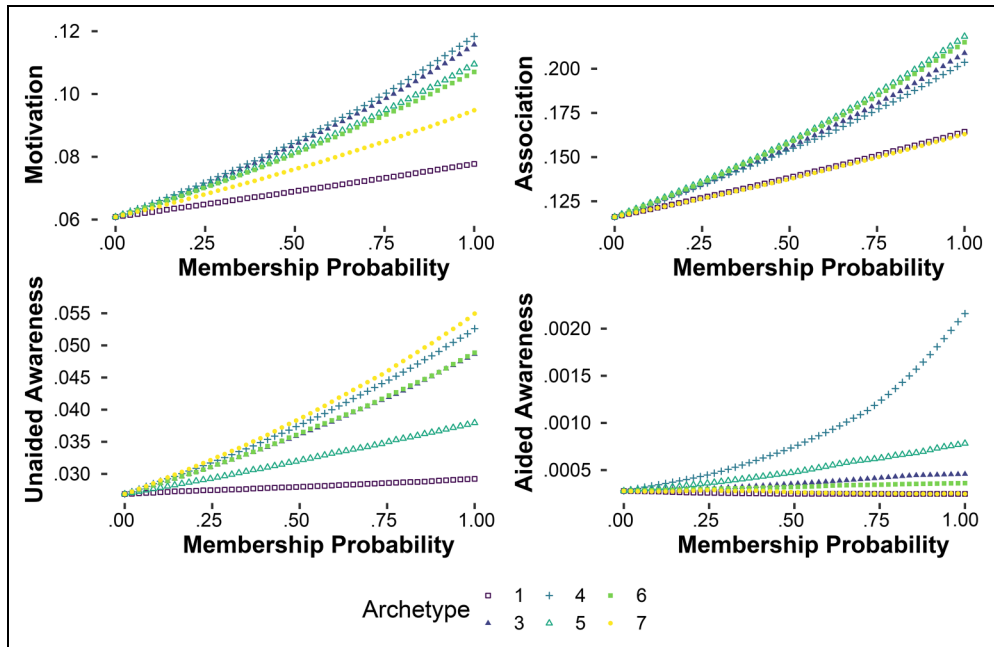 Motivation
.12
.10
.08
.06
.00 .25 .50 .75 1.00
Membership Probability
Association
.200
.175
.150
.125
.00 .25 .50 .75 1.00
Membership Probability
Unaided Awareness
.055
.050
.045
.040
.035
.030
.00 .25 .50 .75 1.00
Membership Probability
Aided Awareness
.0020
.0015
.0010
.0005
.00 .25 .50 .75 1.00
Membership Probability
Archetype
1 4 6
3 5 7